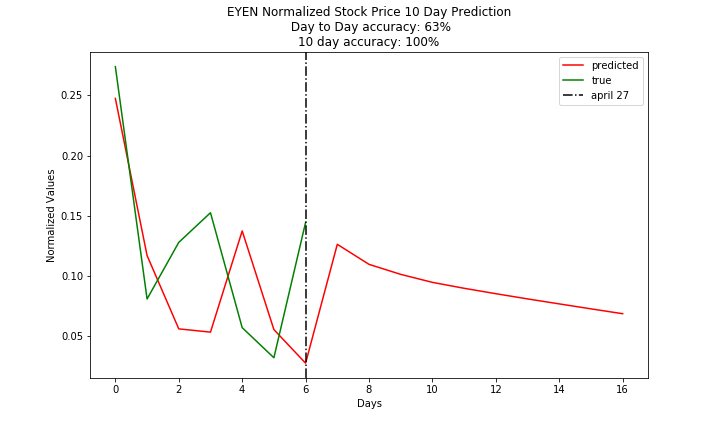 EYEN Normalized Stock Price 10 Day Prediction
Day to Day accuracy: 63%
10 day accuracy: 100%
predicted
true
april 27
0.25
0.20
0.15
0.10
0.05
Normalized Values
0 2 4 6 8 10 12 14 16
Days